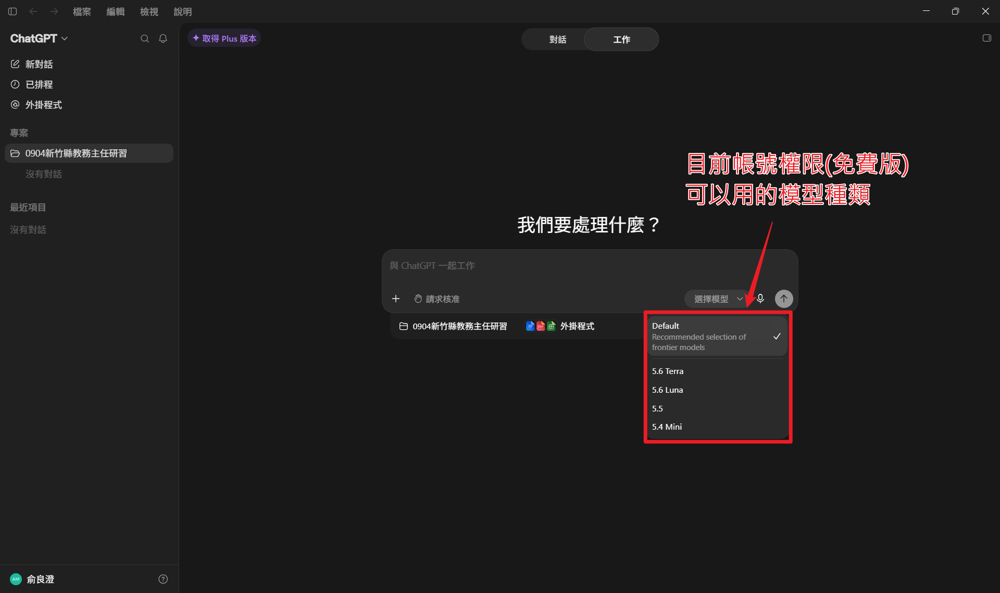 檔案 編輯 檢視 說明
ChatGPT
取得 Plus 版本
對話 工作
新對話
已排程
外掛程式
專案
0904新竹縣教務主任研習
沒有對話
最近項目
沒有對話
目前帳號權限(免費版)
可以用的模型種類
我們要處理什麼？
與 ChatGPT 一起工作
請求核准
選擇模型
0904新竹縣教務主任研習
PDF
外掛程式
Default
Recommended selection of
frontier models
5.6 Terra
5.6 Luna
5.5
5.4 Mini
AM
俞良澄